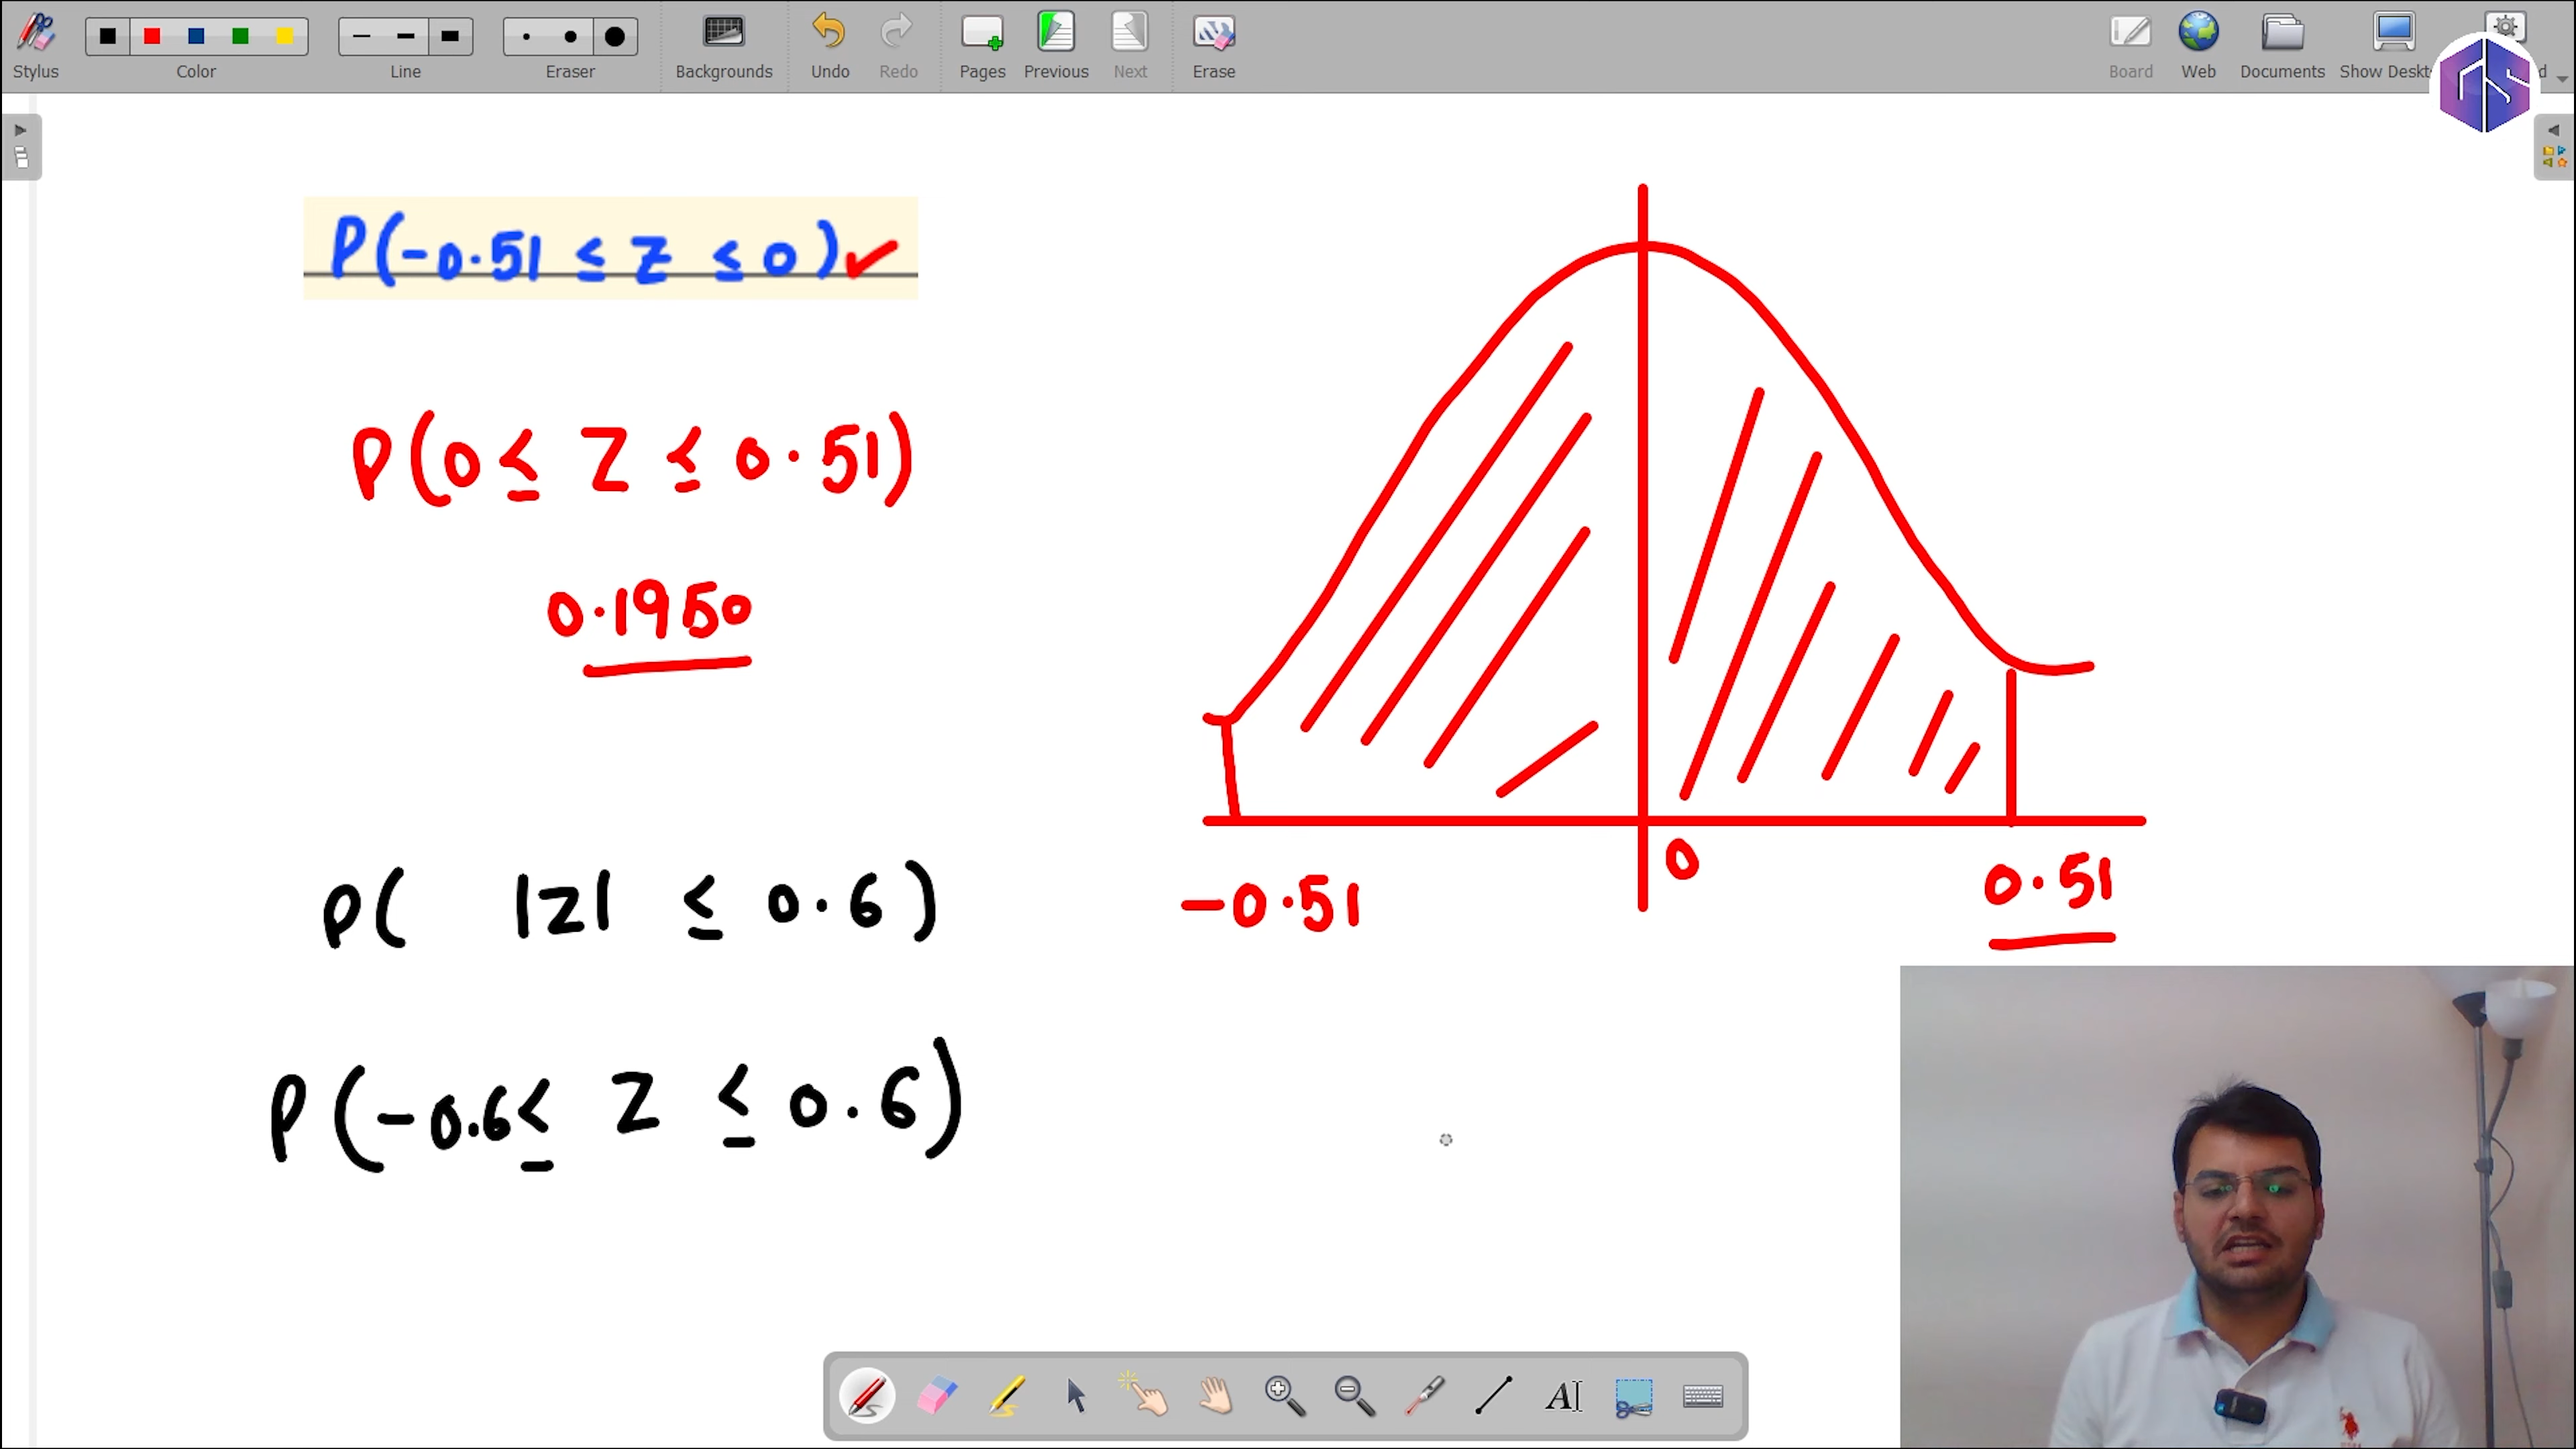 Stylus Color Line Eraser Backgrounds Undo Redo Pages Previous Next Erase Board Web Documents Show Deskt
P(-0.51 ≤ Z ≤ 0)✓
P(0 ≤ Z ≤ 0.51)
0.1950
P( |Z| ≤ 0.6)
P(-0.6 ≤ Z ≤ 0.6)
0
-0.51
0.51
AI